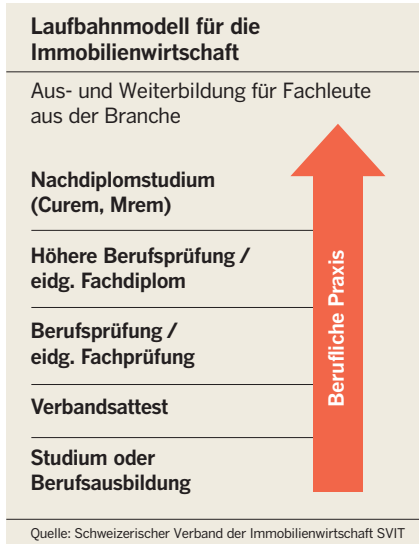 Laufbahnmodell für die
Immobilienwirtschaft
Aus- und Weiterbildung für Fachleute
aus der Branche
Nachdiplomstudium
(Curem, Mrem)
Höhere Berufsprüfung /
eidg. Fachdiplom
Berufsprüfung /
eidg. Fachprüfung
Verbandsattest
Studium oder
Berufsausbildung
Berufliche Praxis
Quelle: Schweizerischer Verband der Immobilienwirtschaft SVIT